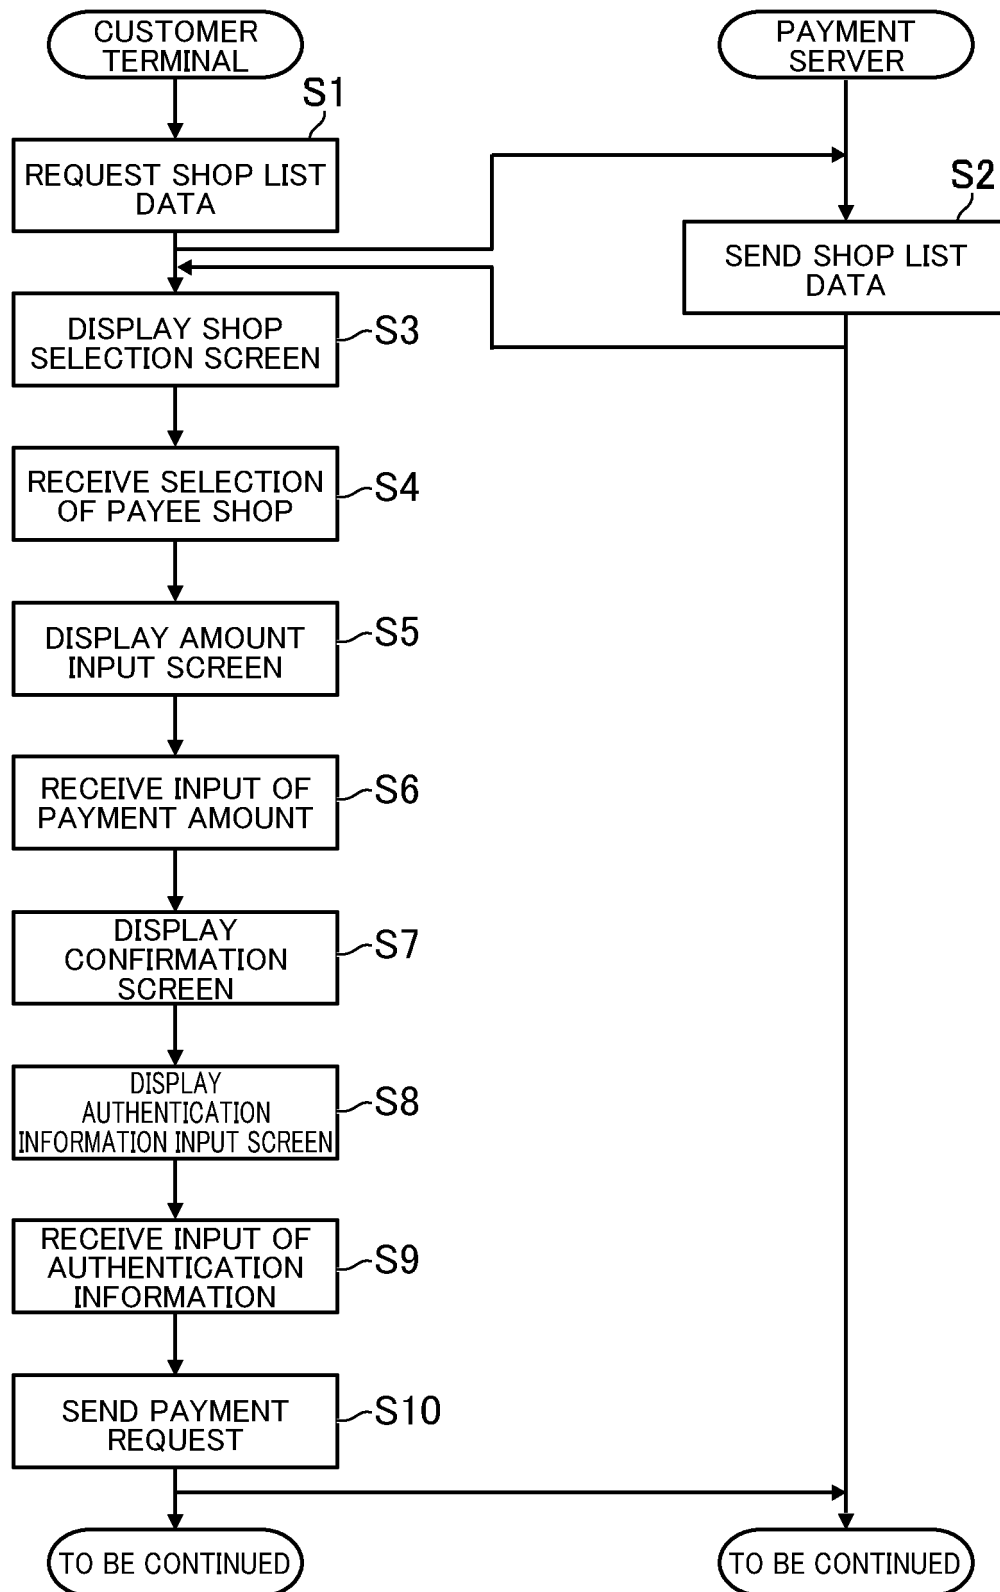 CUSTOMER
TERMINAL
PAYMENT
SERVER
S1
REQUEST SHOP LIST
DATA
S2
SEND SHOP LIST
DATA
DISPLAY SHOP
SELECTION SCREEN
S3
RECEIVE SELECTION
OF PAYEE SHOP
S4
DISPLAY AMOUNT
INPUT SCREEN
S5
RECEIVE INPUT OF
PAYMENT AMOUNT
S6
DISPLAY
CONFIRMATION
SCREEN
S7
DISPLAY
AUTHENTICATION
INFORMATION INPUT SCREEN
S8
RECEIVE INPUT OF
AUTHENTICATION
INFORMATION
S9
SEND PAYMENT
REQUEST
S10
TO BE CONTINUED
TO BE CONTINUED